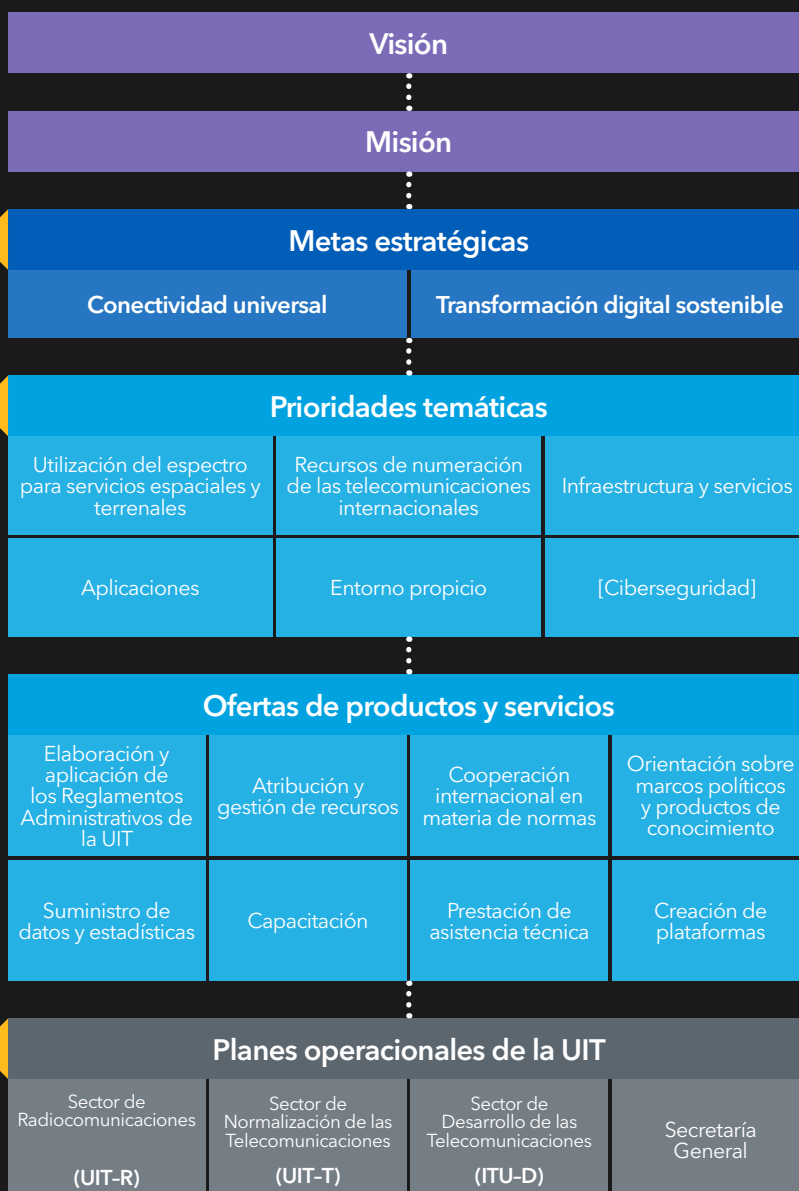 Visión
Misión
Metas estratégicas
Conectividad universal
Transformación digital sostenible
Prioridades temáticas
Utilización del espectro
para servicios espaciales y
terrenales
Recursos de numeración
de las telecomunicaciones
internacionales
Infraestructura y servicios
Aplicaciones
Entorno propicio
[Ciberseguridad]
Ofertas de productos y servicios
Elaboración y
aplicación de
los Reglamentos
Administrativos de
la UIT
Atribución y
gestión de recursos
Cooperación
internacional en
materia de normas
Orientación sobre
marcos políticos
y productos de
conocimiento
Suministro de
datos y estadísticas
Capacitación
Prestación de
asistencia técnica
Creación de
plataformas
Planes operacionales de la UIT
Sector de
Radiocomunicaciones
(UIT-R)
Sector de
Normalización de las
Telecomunicaciones
(UIT-T)
Sector de
Desarrollo de las
Telecomunicaciones
(ITU-D)
Secretaría
General